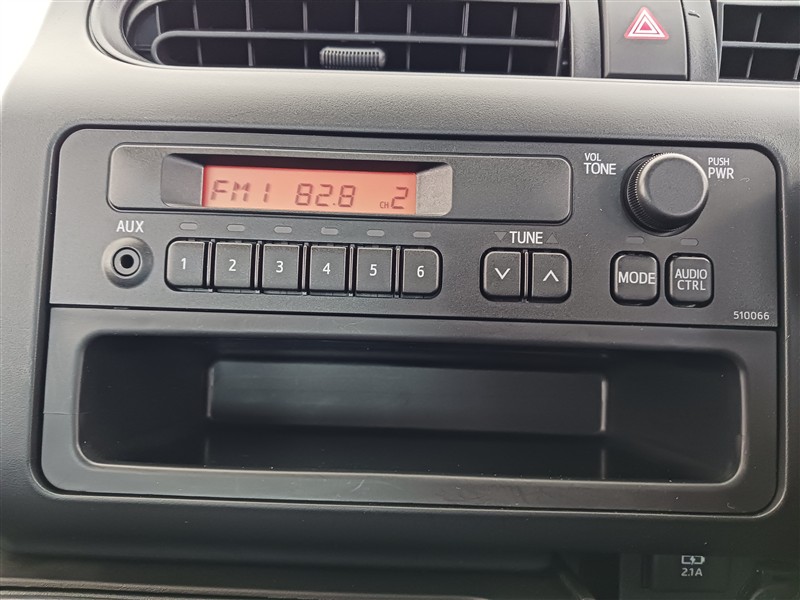 FM1 82.8 CH 2
VOL
TONE
PUSH
PWR
AUX
TUNE
1 2 3 4 5 6
MODE
AUDIO
CTRL
510066
2.1A